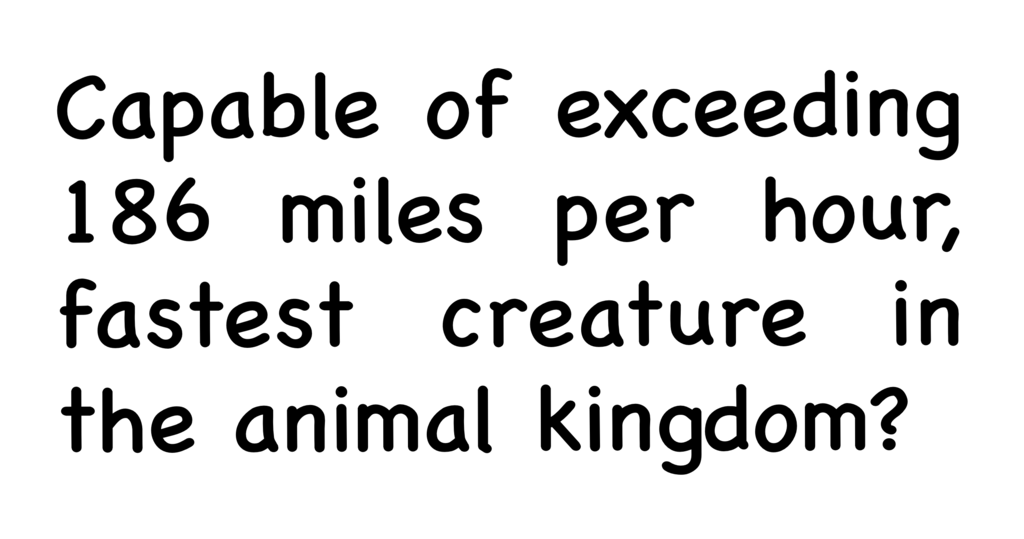 Capable of exceeding
186 miles per hour,
fastest creature in
the animal kingdom?